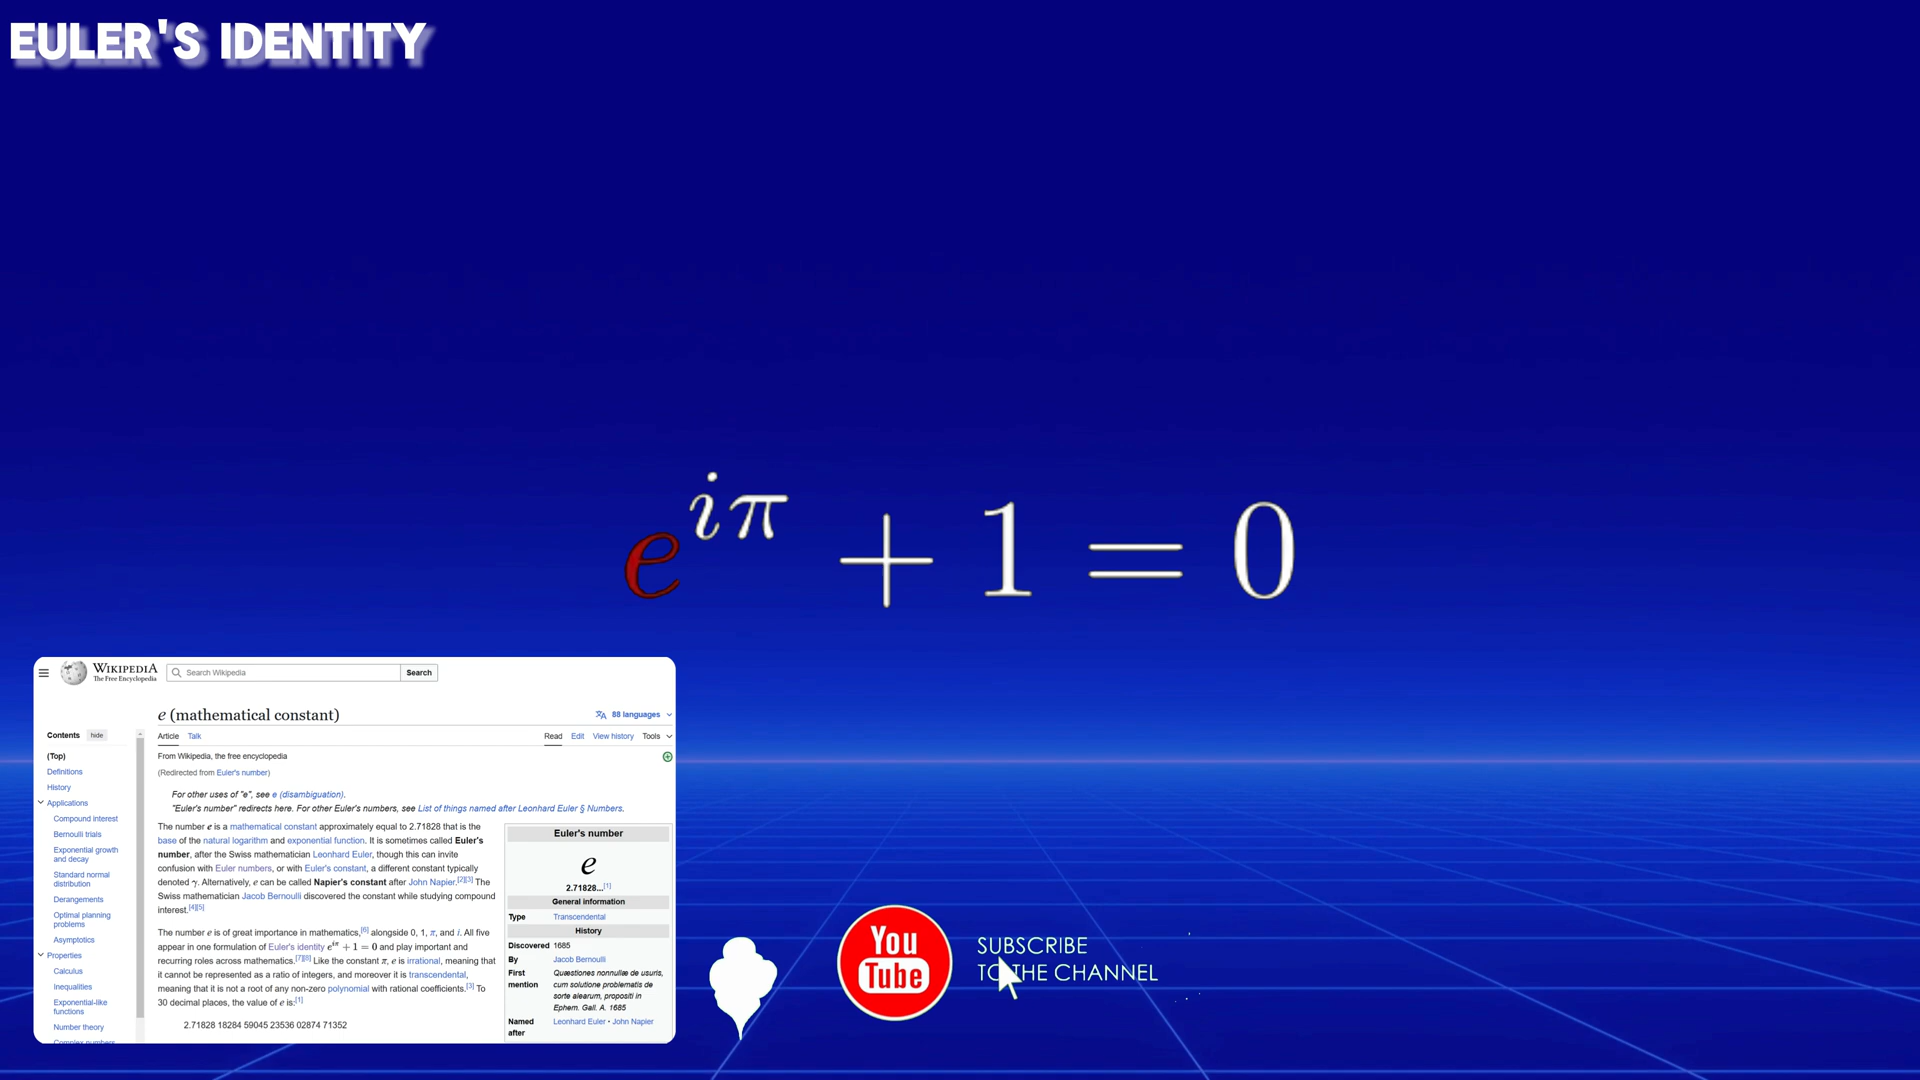 EULER'S IDENTITY
e^{iπ} + 1 = 0
WIKIPEDIA
The Free Encyclopedia
Search Wikipedia
Search
e (mathematical constant)
88 languages
Contents hide
Article Talk
Read Edit View history Tools
(Top)
Definitions
History
Applications
Compound interest
Bernoulli trials
Exponential growth
and decay
Standard normal
distribution
Derangements
Optimal planning
problems
Asymptotics
Properties
Calculus
Inequalities
Exponential-like
functions
Number theory
Complex numbers
From Wikipedia, the free encyclopedia
(Redirected from Euler's number)
For other uses of "e", see e (disambiguation).
"Euler's number" redirects here. For other Euler's numbers, see List of things named after Leonhard Euler § Numbers.
The number e is a mathematical constant approximately equal to 2.71828 that is the
base of the natural logarithm and exponential function. It is sometimes called Euler's
number, after the Swiss mathematician Leonhard Euler, though this can invite
confusion with Euler numbers, or with Euler's constant, a different constant typically
denoted γ. Alternatively, e can be called Napier's constant after John Napier.[2][3] The
Swiss mathematician Jacob Bernoulli discovered the constant while studying compound
interest.[4][5]
The number e is of great importance in mathematics,[6] alongside 0, 1, π, and i. All five
appear in one formulation of Euler's identity e^{iπ} + 1 = 0 and play important and
recurring roles across mathematics.[7][8] Like the constant π, e is irrational, meaning that
it cannot be represented as a ratio of integers, and moreover it is transcendental,
meaning that it is not a root of any non-zero polynomial with rational coefficients.[3] To
30 decimal places, the value of e is:[1]
2.71828 18284 59045 23536 02874 71352
Euler's number
e
2.71828...[1]
General information
Type Transcendental
History
Discovered 1685
By Jacob Bernoulli
First
mention
Quæstiones nonnullæ de usuris,
cum solutione problematis de
sorte alearum, propositi in
Ephem. Gall. A. 1685
Named
after
Leonhard Euler • John Napier
You
Tube
SUBSCRIBE
TO THE CHANNEL